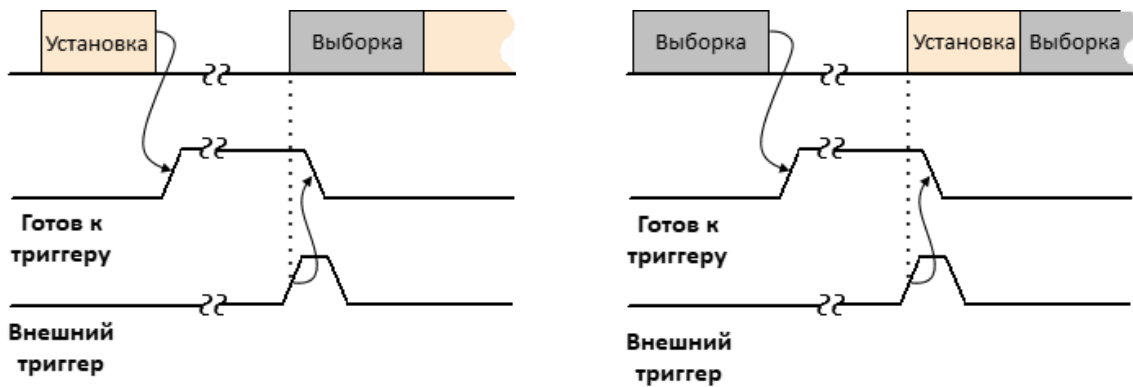 Установка
Выборка
Готов к
триггеру
Внешний
триггер
Выборка
Установка
Выборка
Готов к
триггеру
Внешний
триггер